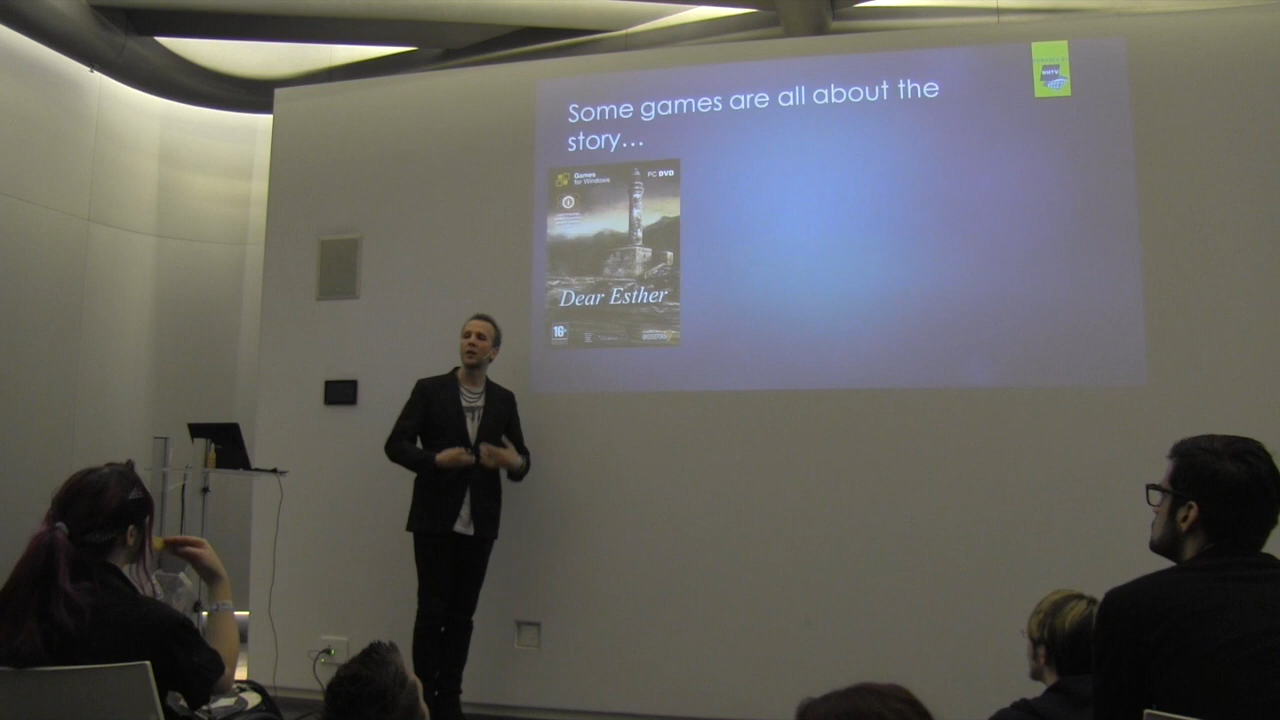 Some games are all about the
story...
Games
for Windows
PC DVD
Dear Esther
16+